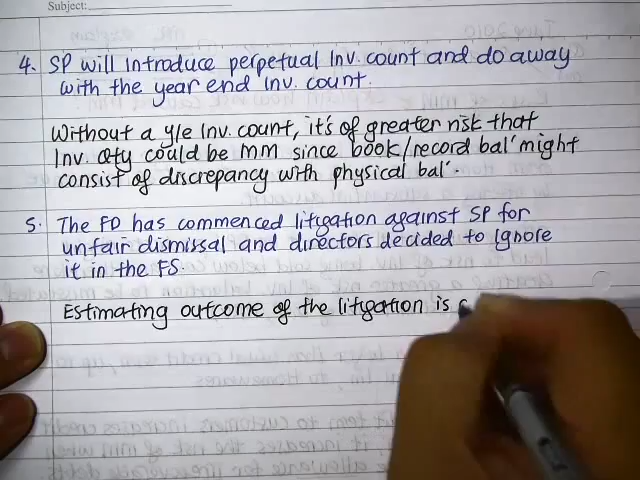 Subject:
4. SP will introduce perpetual Inv. count and do away
with the year end Inv. count.
Without a y/e Inv. count, it's of greater risk that
Inv. Qty could be MM since book/record bal' might
consist of discrepancy with physical bal'.
5. The FD has commenced litigation against SP for
unfair dismissal and directors decided to Ignore
it in the FS.
Estimating outcome of the litigation is